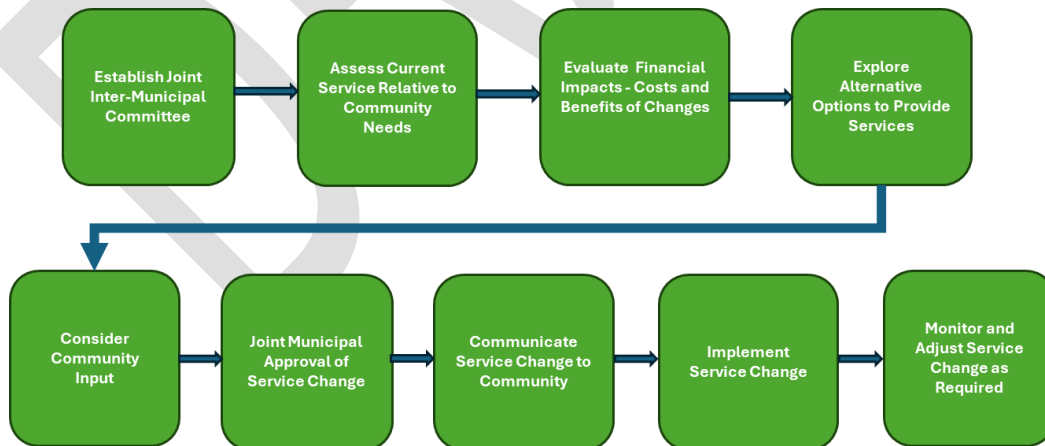 Establish Joint
Inter-Municipal
Committee
Assess Current
Service Relative to
Community
Needs
Evaluate Financial
Impacts - Costs and
Benefits of Changes
Explore
Alternative
Options to Provide
Services
Consider
Community
Input
Joint Municipal
Approval of
Service Change
Communicate
Service Change to
Community
Implement
Service Change
Monitor and
Adjust Service
Change as
Required